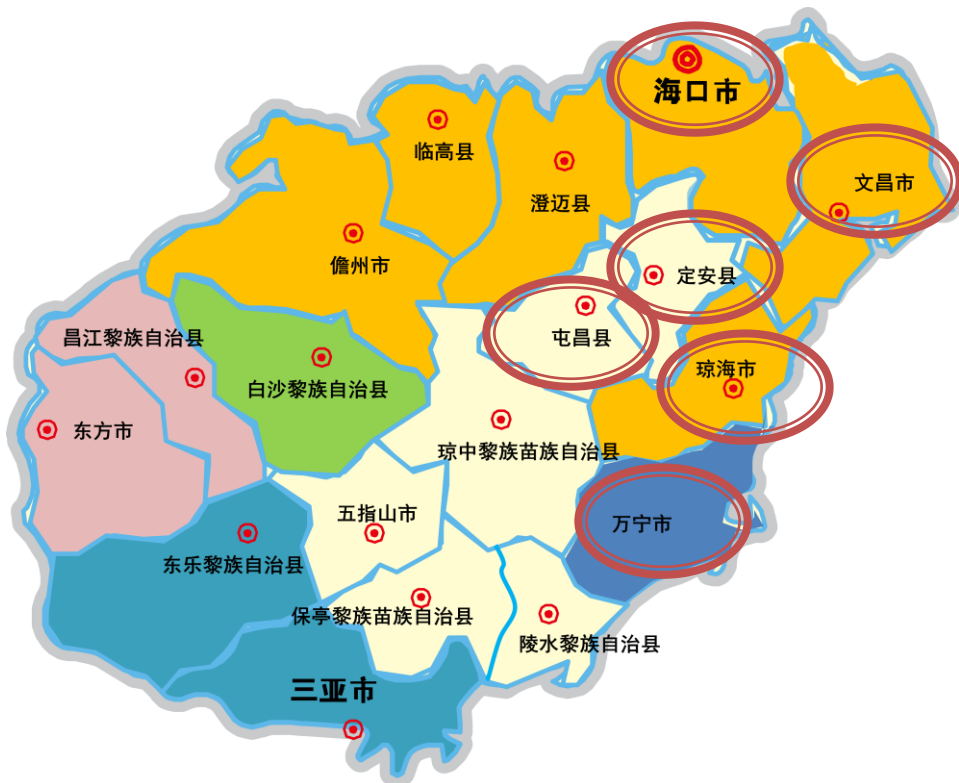 海口市
临高县
文昌市
澄迈县
儋州市
定安县
昌江黎族自治县
屯昌县
琼海市
白沙黎族自治县
东方市
琼中黎族苗族自治县
五指山市
万宁市
东乐黎族自治县
保亭黎族苗族自治县
陵水黎族自治县
三亚市